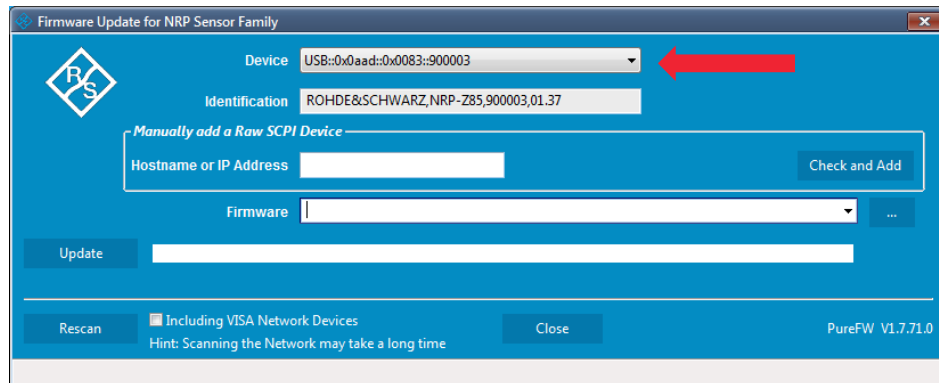 Firmware Update for NRP Sensor Family
R
S
Device USB::0x0aad::0x0083::900003
Identification ROHDE&SCHWARZ,NRP-Z85,900003,01.37
Manually add a Raw SCPI Device
Hostname or IP Address Check and Add
Firmware ...
Update
Rescan Including VISA Network Devices Close PureFW V1.7.71.0
Hint: Scanning the Network may take a long time